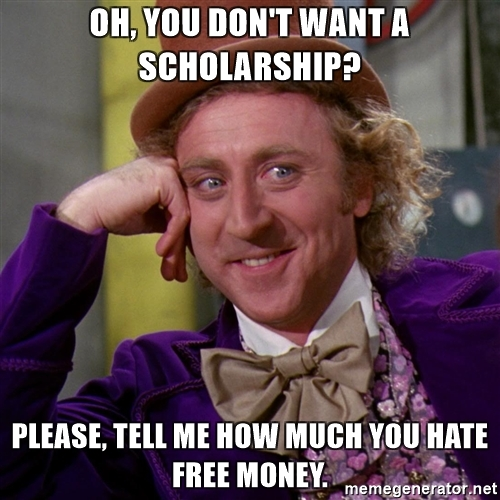 OH, YOU DON'T WANT A
SCHOLARSHIP?
PLEASE, TELL ME HOW MUCH YOU HATE
FREE MONEY.
memegenerator.net